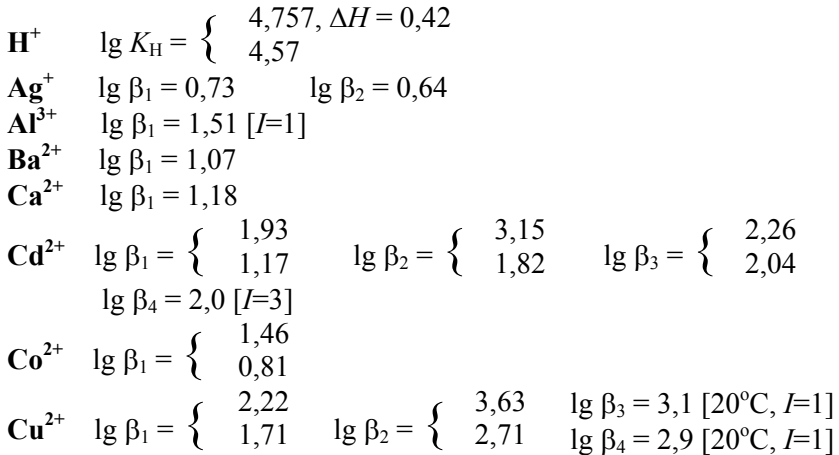 H⁺ lg K_H = { 4,757, ΔH = 0,42
4,57
Ag⁺ lg β₁ = 0,73 lg β₂ = 0,64
Al³⁺ lg β₁ = 1,51 [I=1]
Ba²⁺ lg β₁ = 1,07
Ca²⁺ lg β₁ = 1,18
Cd²⁺ lg β₁ = { 1,93 lg β₂ = { 3,15 lg β₃ = { 2,26
1,17 1,82 2,04
lg β₄ = 2,0 [I=3]
Co²⁺ lg β₁ = { 1,46
0,81
Cu²⁺ lg β₁ = { 2,22 lg β₂ = { 3,63 lg β₃ = 3,1 [20°C, I=1]
1,71 2,71 lg β₄ = 2,9 [20°C, I=1]